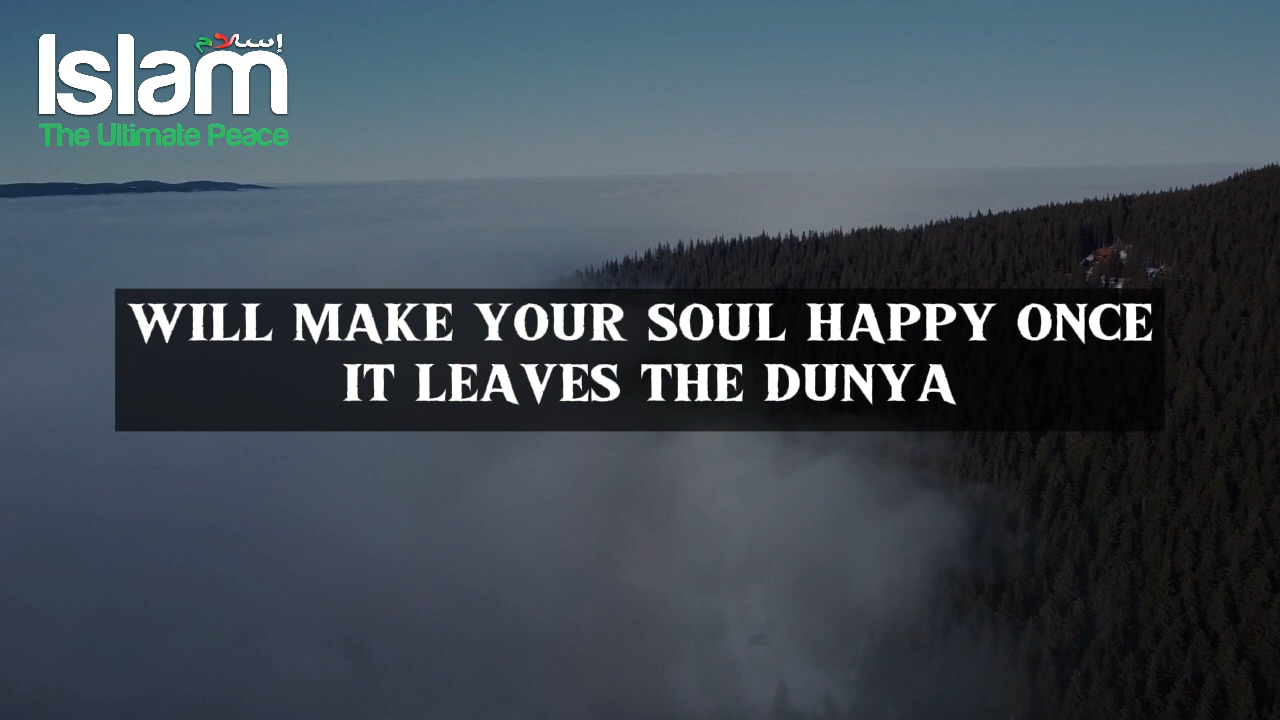 إسلام
Islam
The Ultimate Peace
WILL MAKE YOUR SOUL HAPPY ONCE
IT LEAVES THE DUNYA